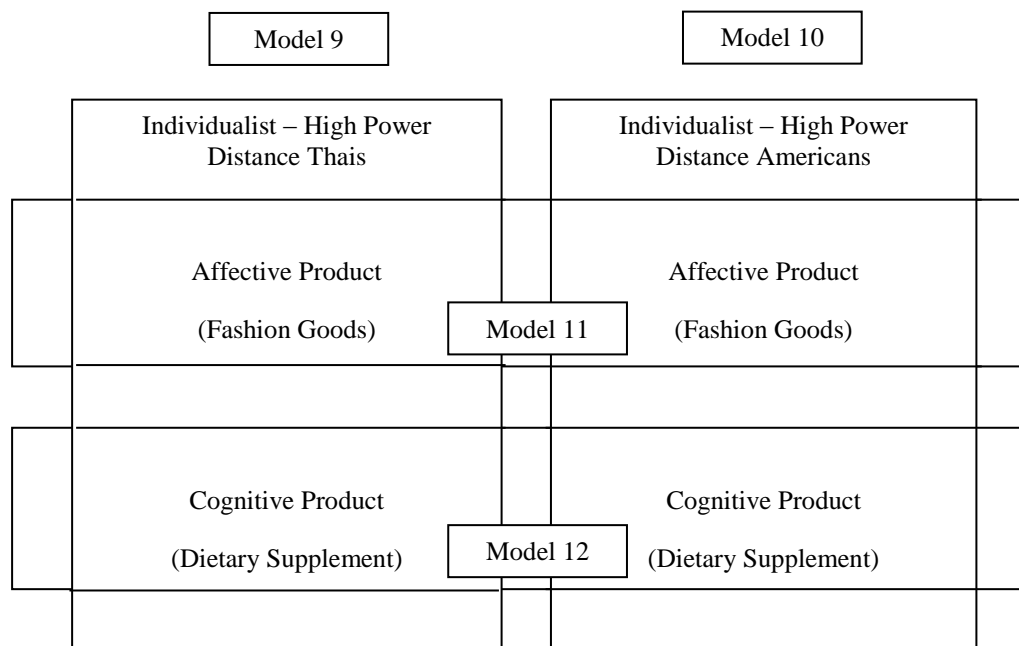 Model 9
Model 10
Individualist – High Power
Distance Thais
Individualist – High Power
Distance Americans
Affective Product
(Fashion Goods)
Affective Product
(Fashion Goods)
Model 11
Cognitive Product
(Dietary Supplement)
Cognitive Product
(Dietary Supplement)
Model 12